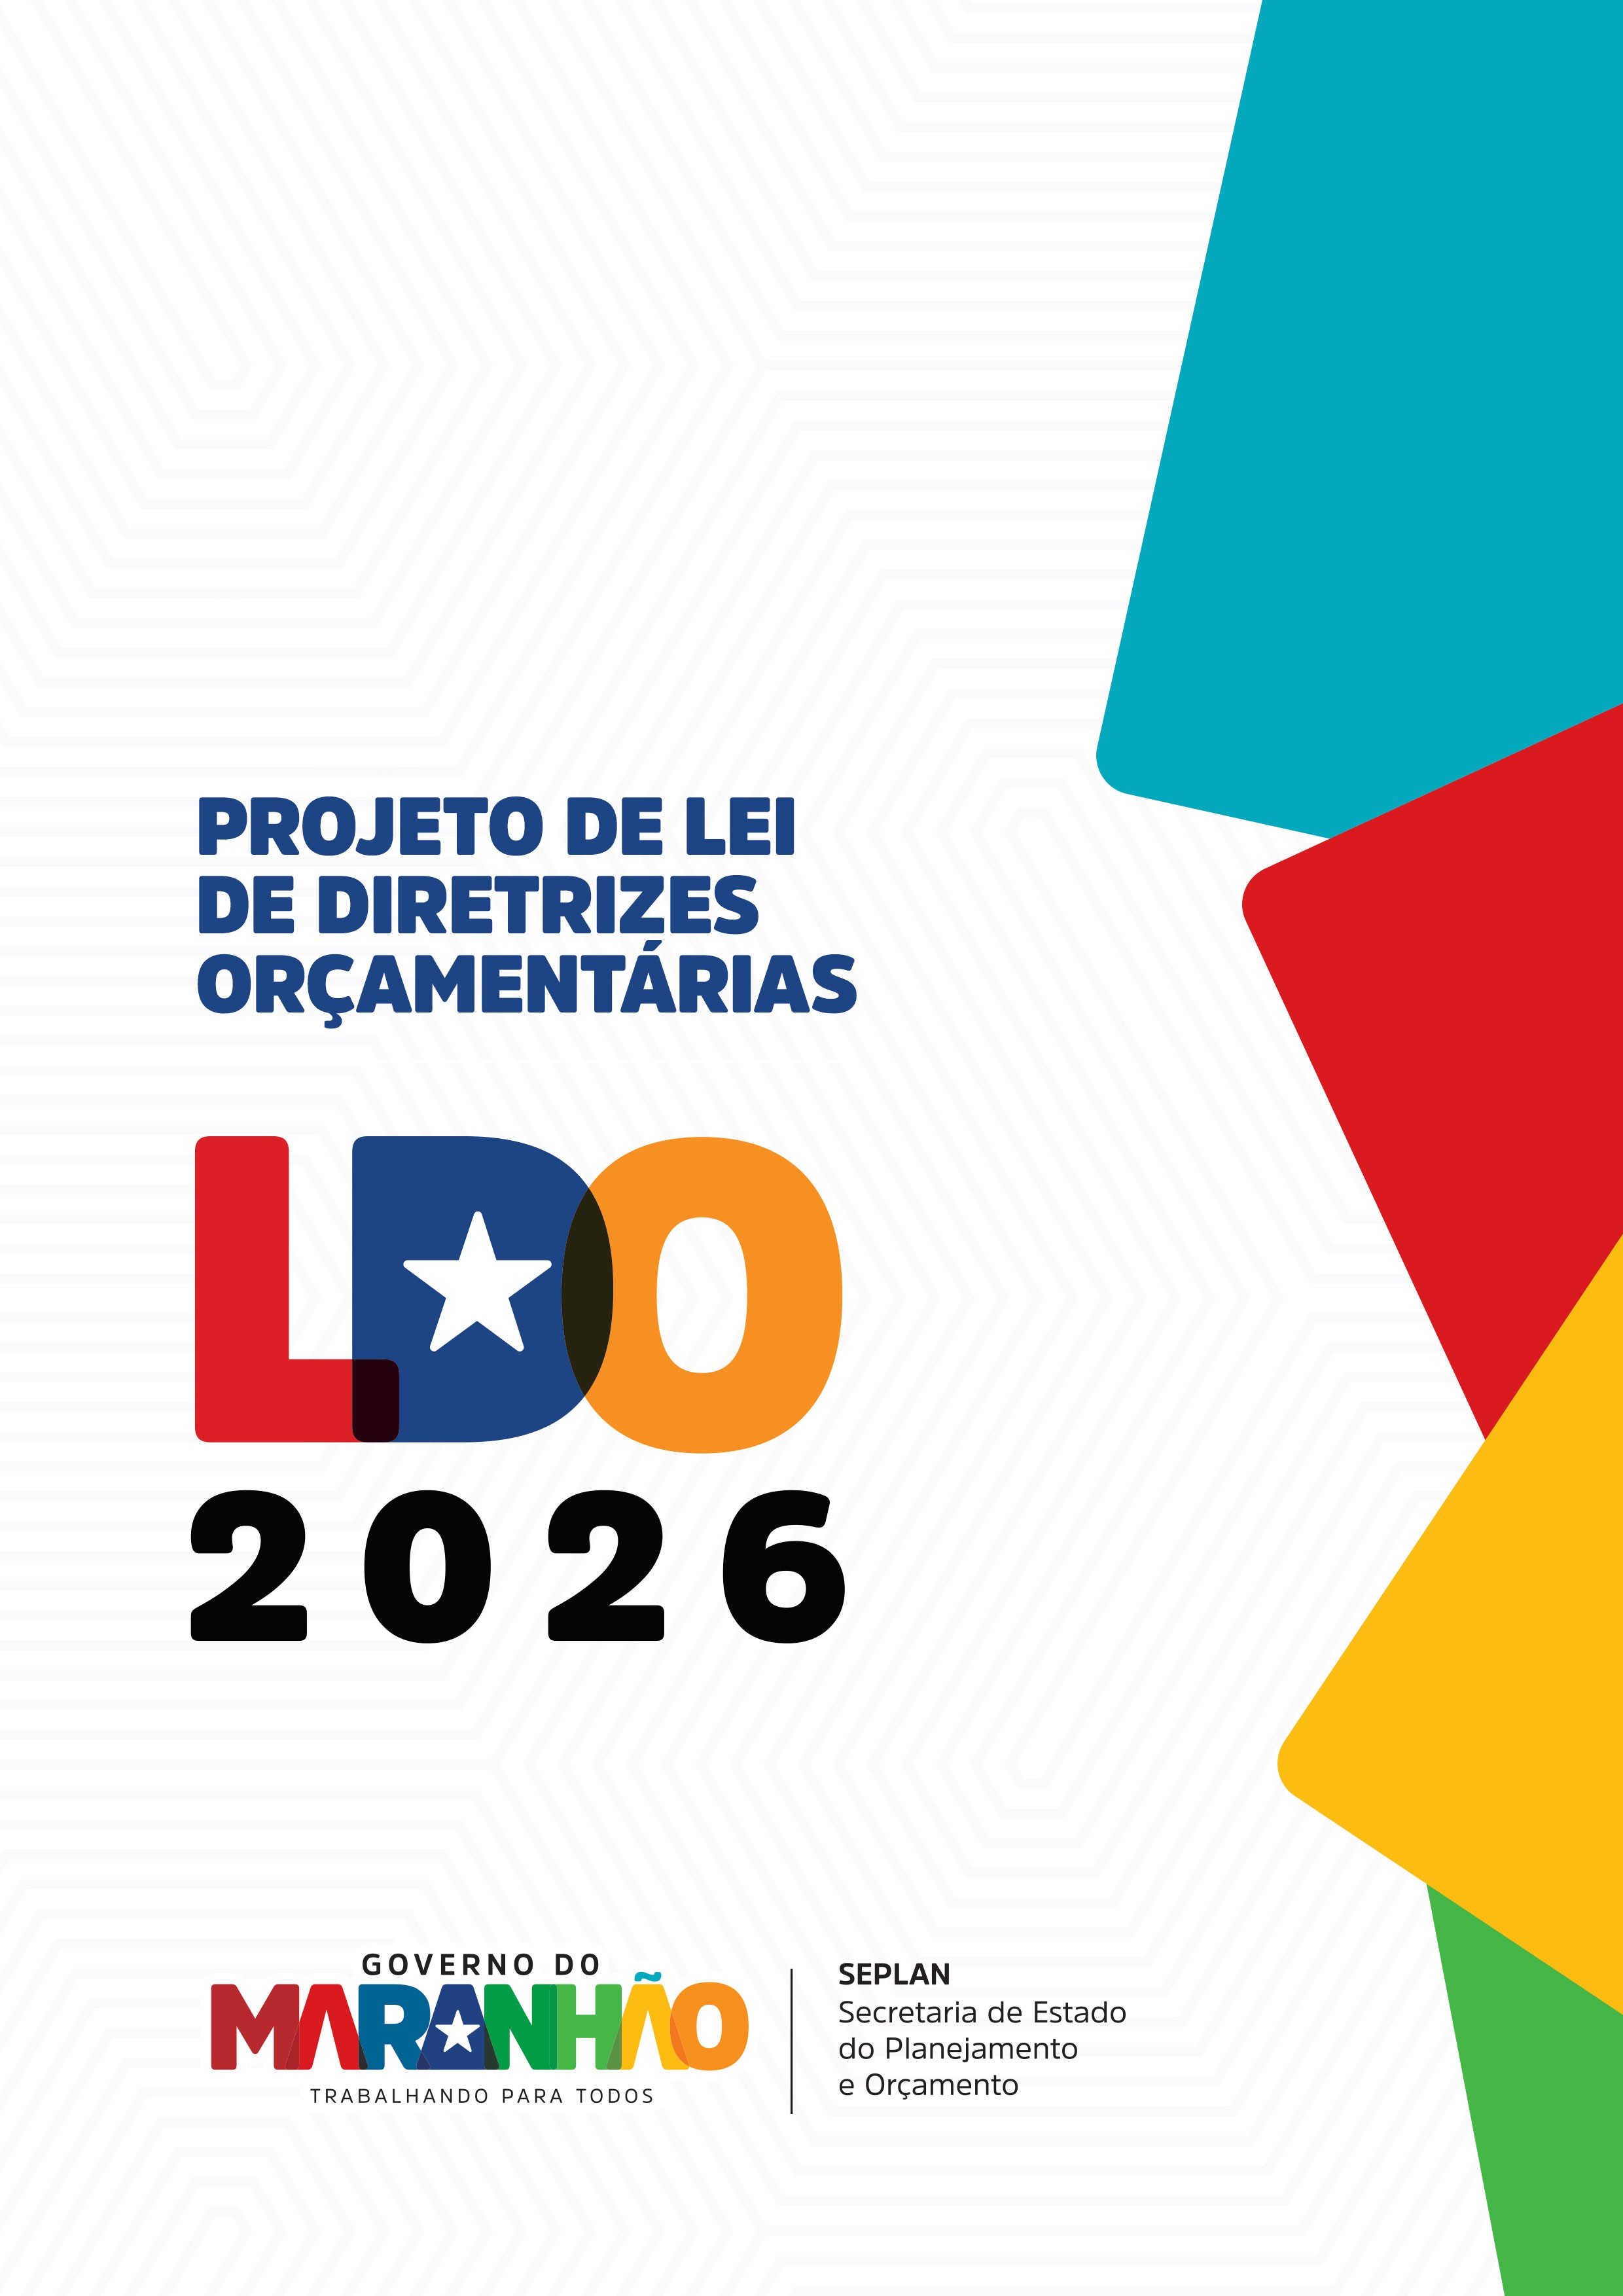 PROJETO DE LEI
DE DIRETRIZES
ORÇAMENTÁRIAS
LDO
2026
GOVERNO DO
MARANHÃO
TRABALHANDO PARA TODOS
SEPLAN
Secretaria de Estado
do Planejamento
e Orçamento